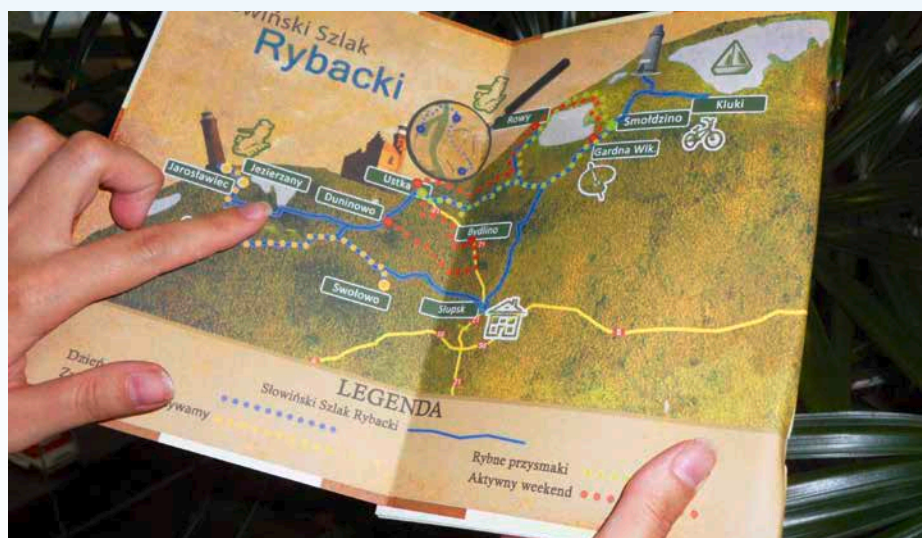 Słowiński Szlak
Rybacki
Rowy
Smołdzino
Kluki
Gardna Wlk.
Jarosławiec
Jezierzany
Duninowo
Ustka
Bydlino
Swołowo
Słupsk
LEGENDA
Dzień
Słowiński Szlak Rybacki
Rybne przysmaki
Aktywny weekend